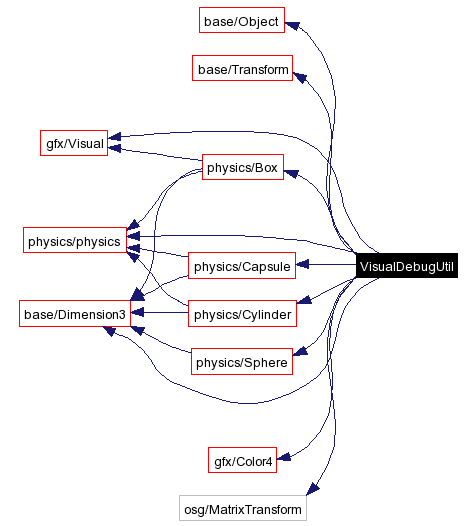 base/Object
base/Transform
gfx/Visual
physics/Box
physics/physics
physics/Capsule
VisualDebugUtil
base/Dimension3
physics/Cylinder
physics/Sphere
gfx/Color4
osg/MatrixTransform